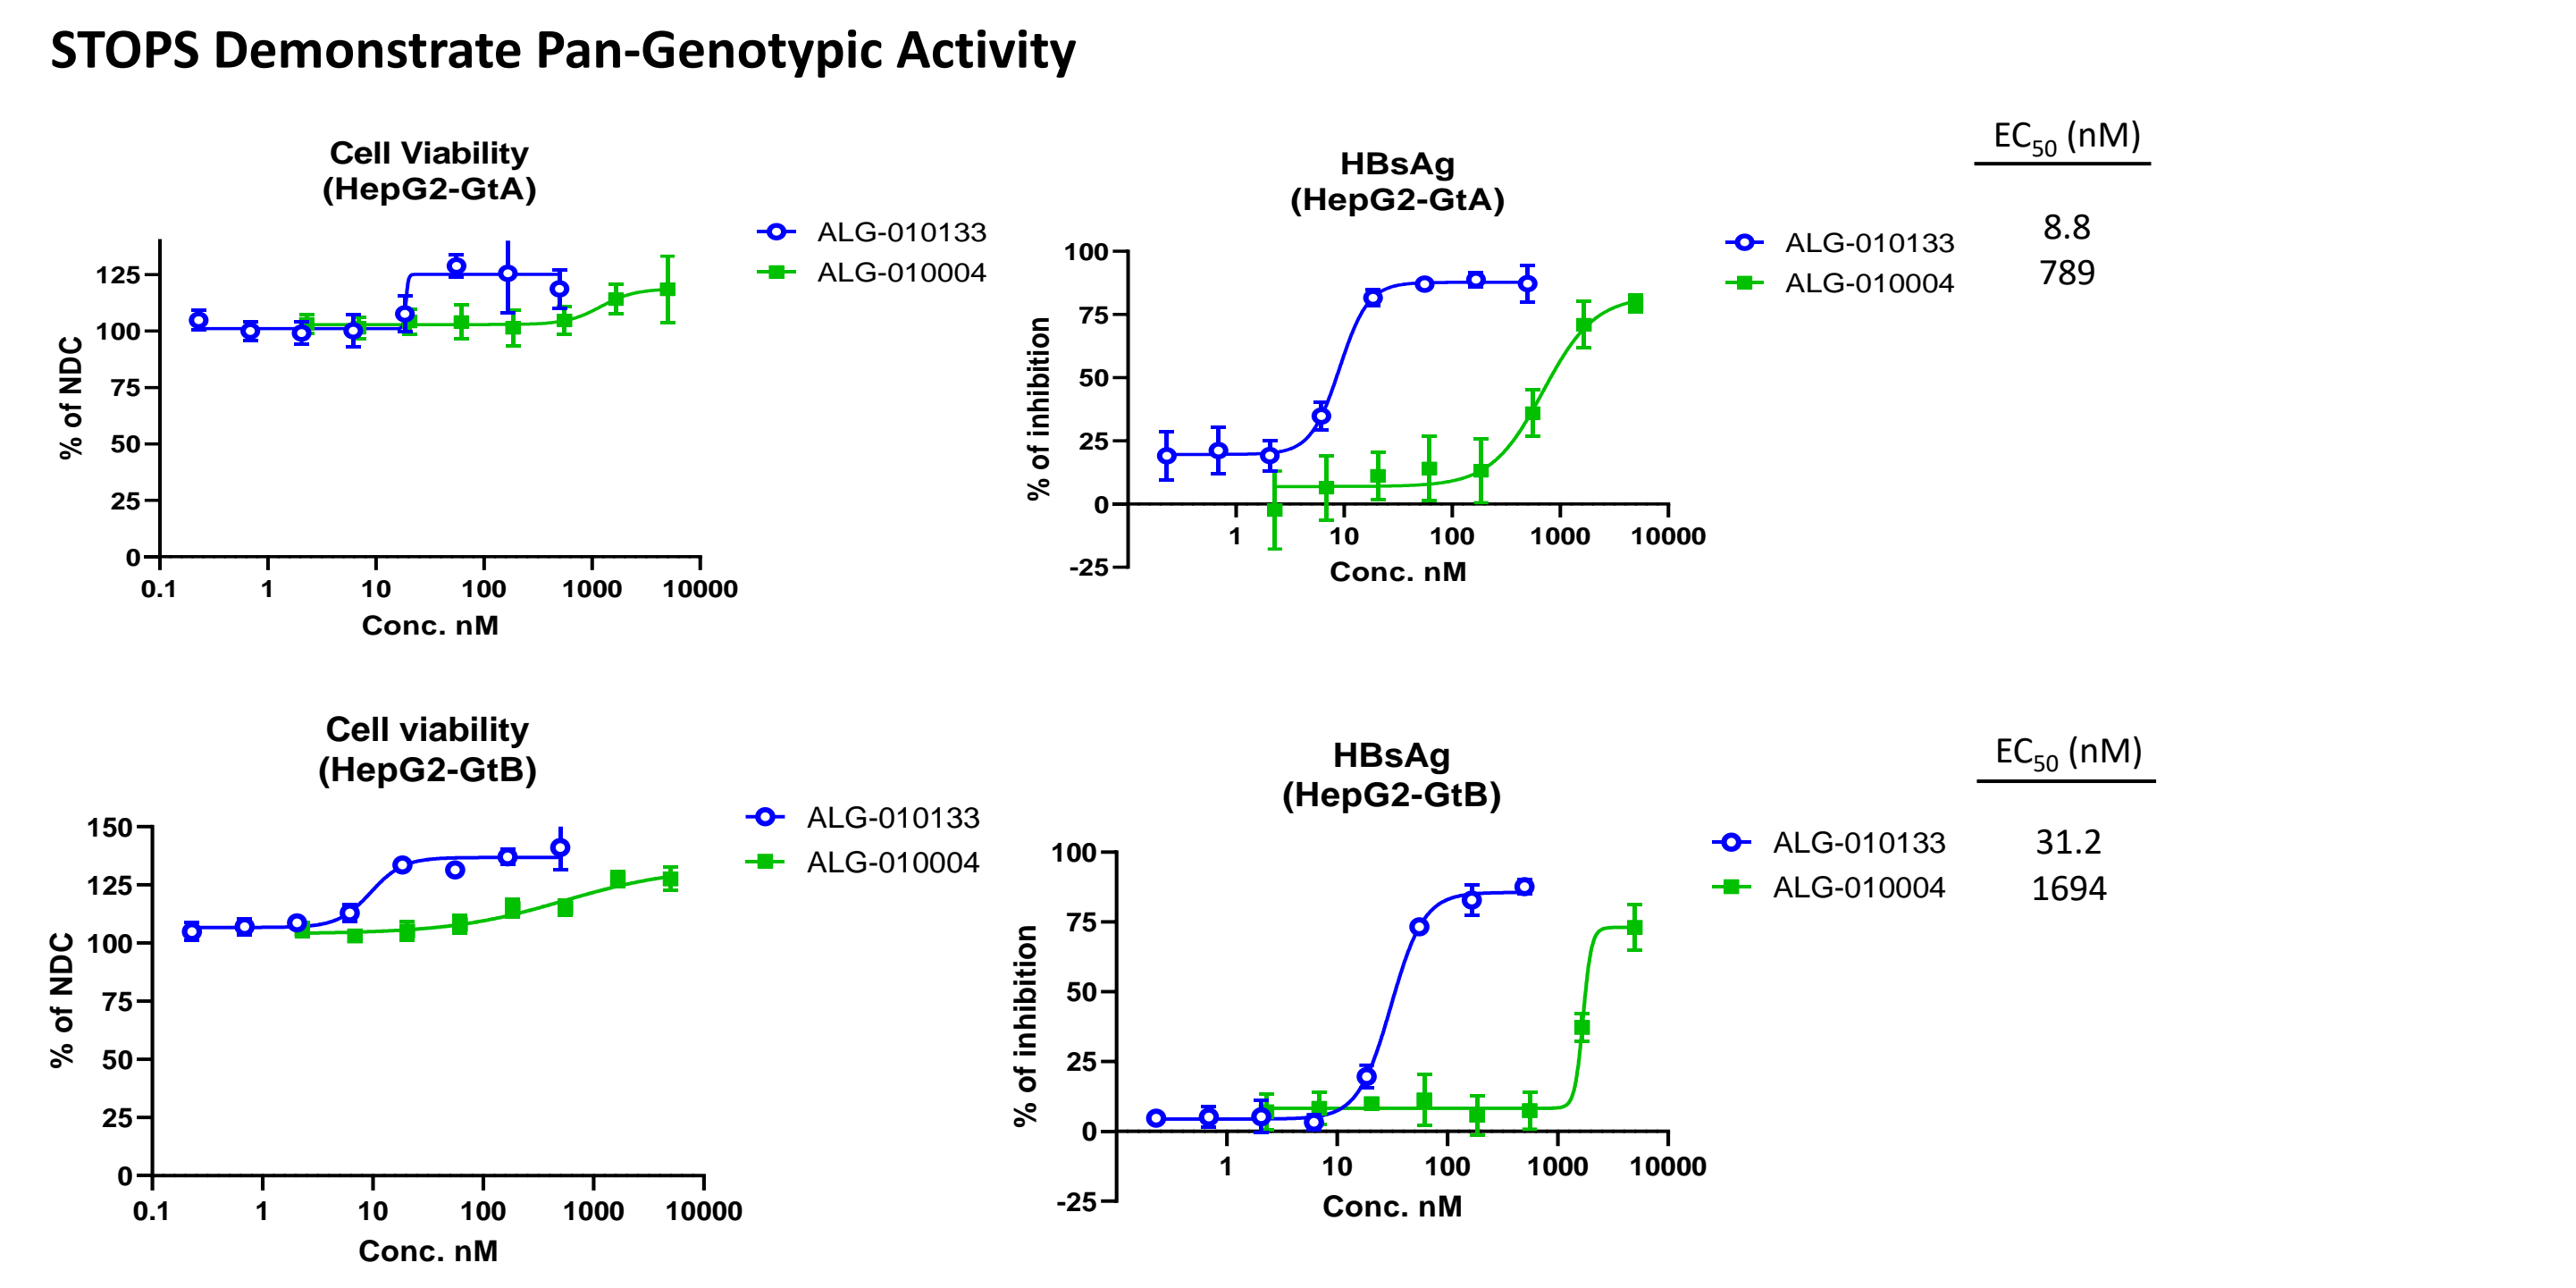 STOPS Demonstrate Pan-Genotypic Activity
Cell Viability
(HepG2-GtA)
% of NDC
125
100
75
50
25
0
0.1 1 10 100 1000 10000
Conc. nM
ALG-010133
ALG-010004
HBsAg
(HepG2-GtA)
% of inhibition
100
75
50
25
0
-25
1 10 100 1000 10000
Conc. nM
EC50 (nM)
ALG-010133 8.8
ALG-010004 789
Cell viability
(HepG2-GtB)
% of NDC
150
125
100
75
50
25
0
0.1 1 10 100 1000 10000
Conc. nM
ALG-010133
ALG-010004
HBsAg
(HepG2-GtB)
% of inhibition
100
75
50
25
0
-25
1 10 100 1000 10000
Conc. nM
EC50 (nM)
ALG-010133 31.2
ALG-010004 1694